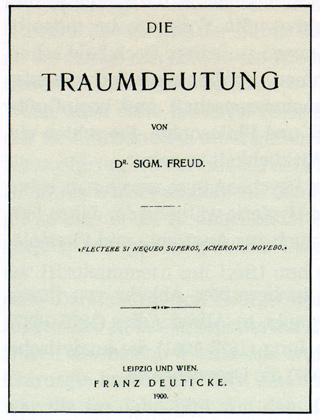 DIE
TRAUMDEUTUNG
VON
DR. SIGM. FREUD.
»FLECTERE SI NEQUEO SUPEROS, ACHERONTA MOVEBO.«
LEIPZIG UND WIEN.
FRANZ DEUTICKE.
1900.